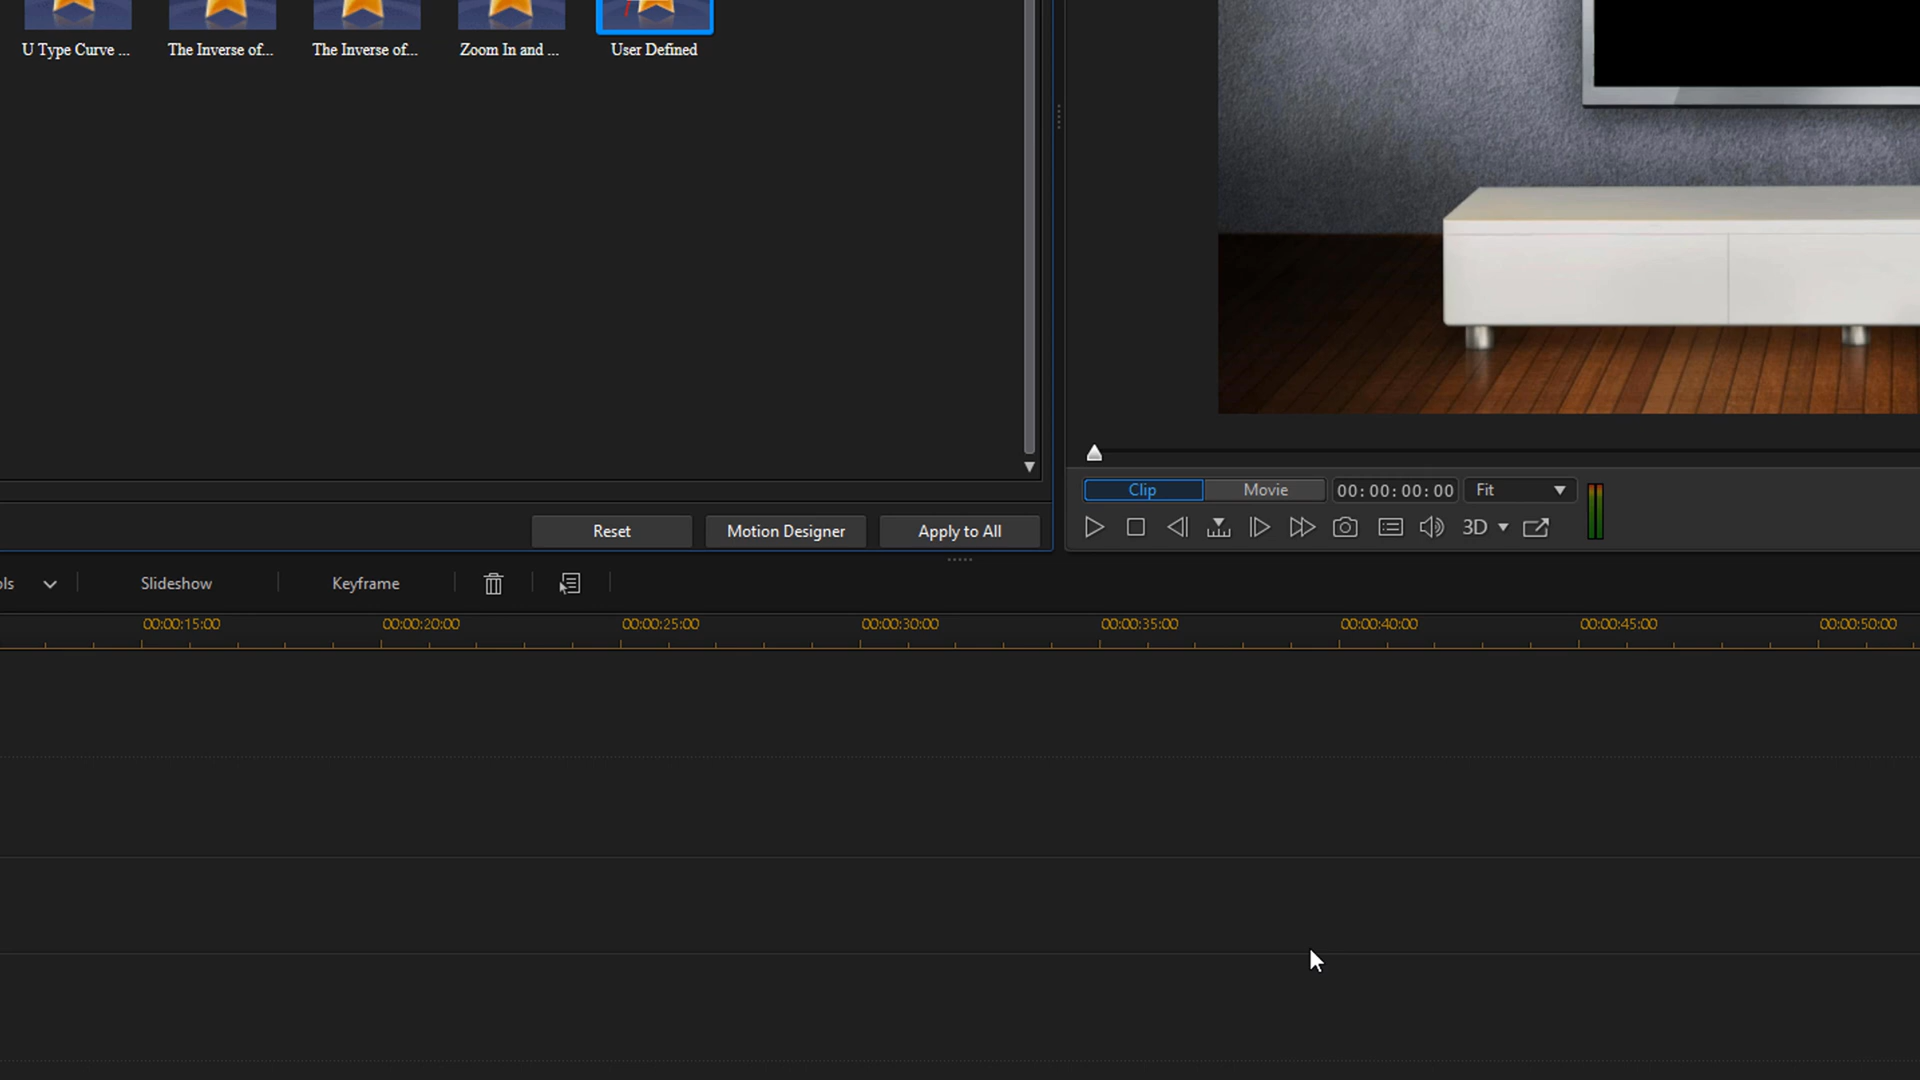 U Type Curve ...
The Inverse of...
The Inverse of...
Zoom In and ...
User Defined
Clip
Movie
00:00:00:00
Fit
Reset
Motion Designer
Apply to All
3D
ols
Slideshow
Keyframe
00:00:15:00
00:00:20:00
00:00:25:00
00:00:30:00
00:00:35:00
00:00:40:00
00:00:45:00
00:00:50:00